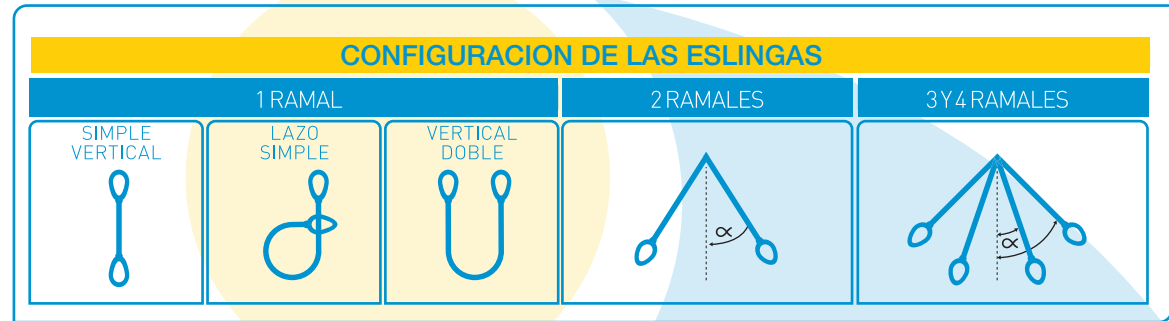 CONFIGURACION DE LAS ESLINGAS
1 RAMAL
2 RAMALES
3 Y 4 RAMALES
SIMPLE
VERTICAL
LAZO
SIMPLE
VERTICAL
DOBLE
α
α